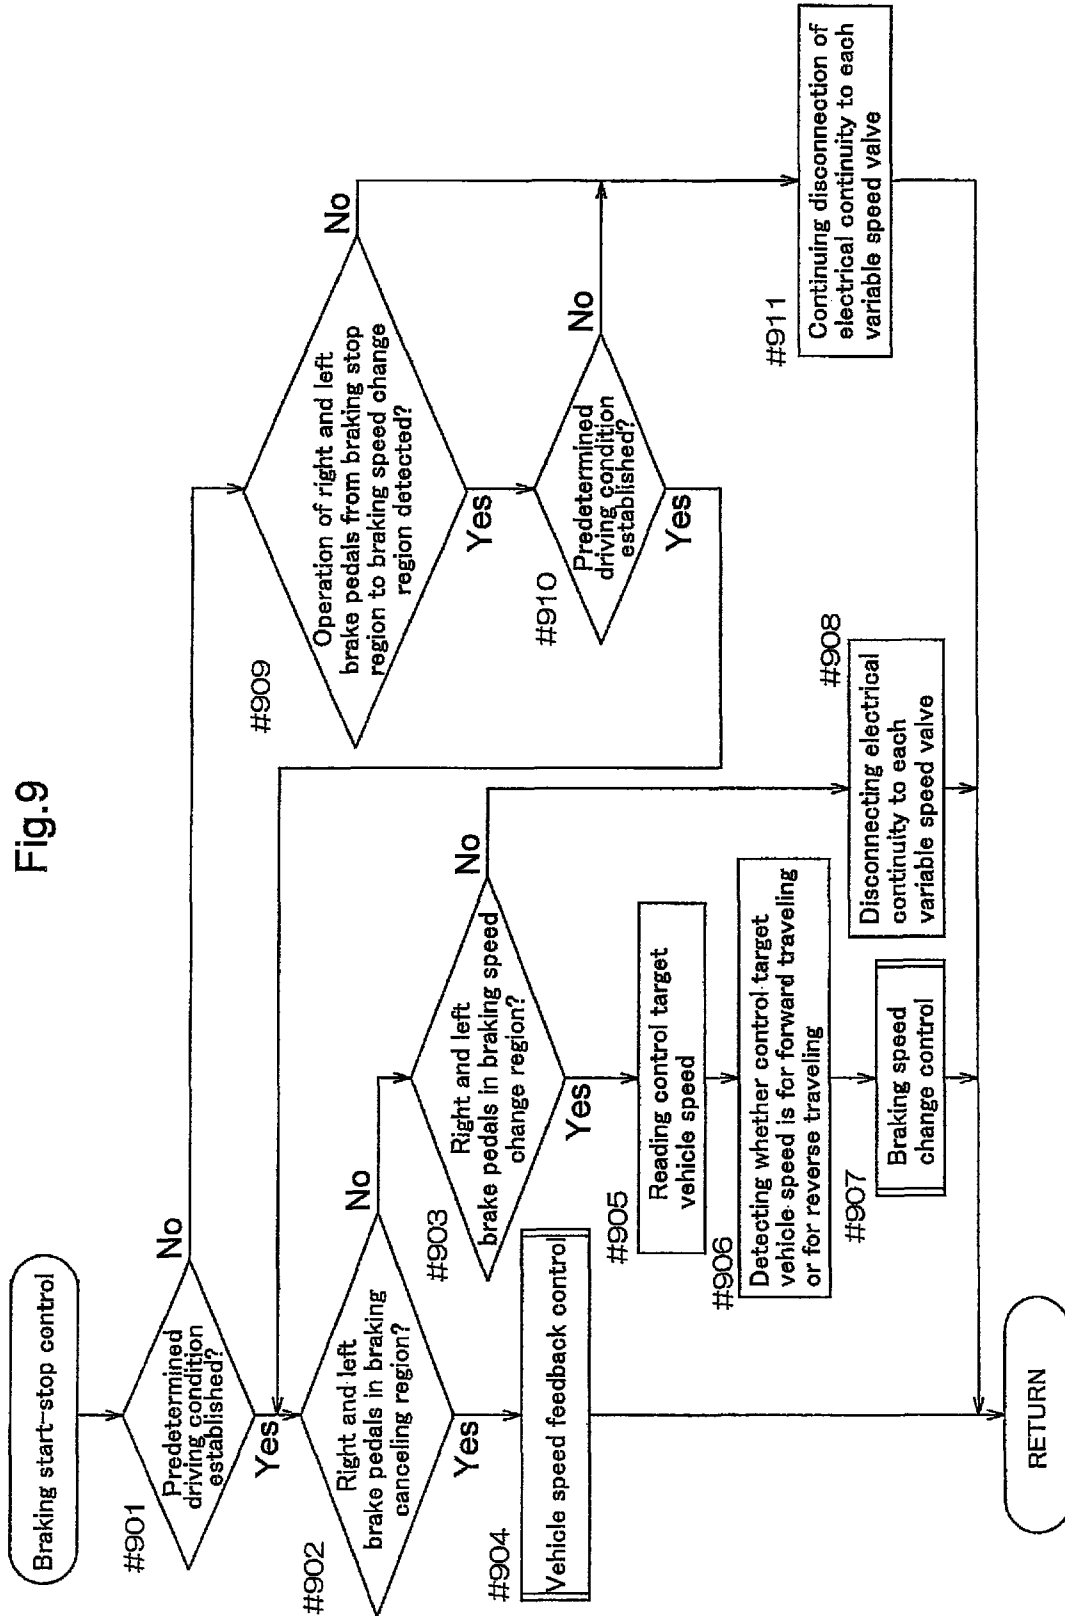 Fig.9
Braking start-stop control
#901
Predetermined
driving condition
established?
No
Yes
#902
Right and left
brake pedals in braking
canceling region?
No
Yes
#903
Right and left
brake pedals in braking speed
change region?
No
Yes
#904
Vehicle speed feedback control
#905
Reading control target
vehicle speed
#906
Detecting whether control target
vehicle speed is for forward traveling
or for reverse traveling
#907
Braking speed
change control
#908
Disconnecting electrical
continuity to each
variable speed valve
#909
Operation of right and left
brake pedals from braking stop
region to braking speed change
region detected?
No
Yes
#910
Predetermined
driving condition
established?
No
Yes
#911
Continuing disconnection of
electrical continuity to each
variable speed valve
RETURN